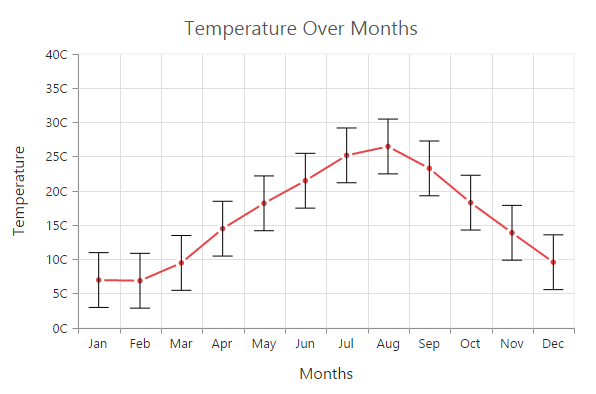 Temperature Over Months
40C
35C
30C
25C
20C
15C
10C
5C
0C
Temperature
Jan Feb Mar Apr May Jun Jul Aug Sep Oct Nov Dec
Months